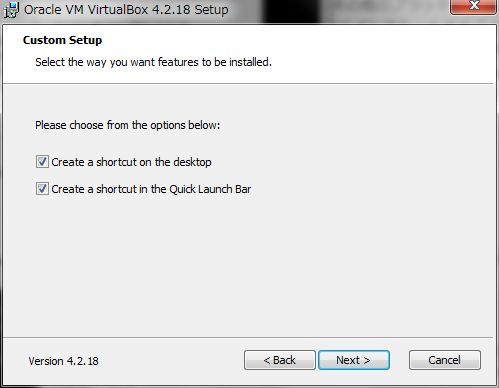 Oracle VM VirtualBox 4.2.18 Setup
Custom Setup
Select the way you want features to be installed.
Please choose from the options below:
Create a shortcut on the desktop
Create a shortcut in the Quick Launch Bar
Version 4.2.18
< Back
Next >
Cancel